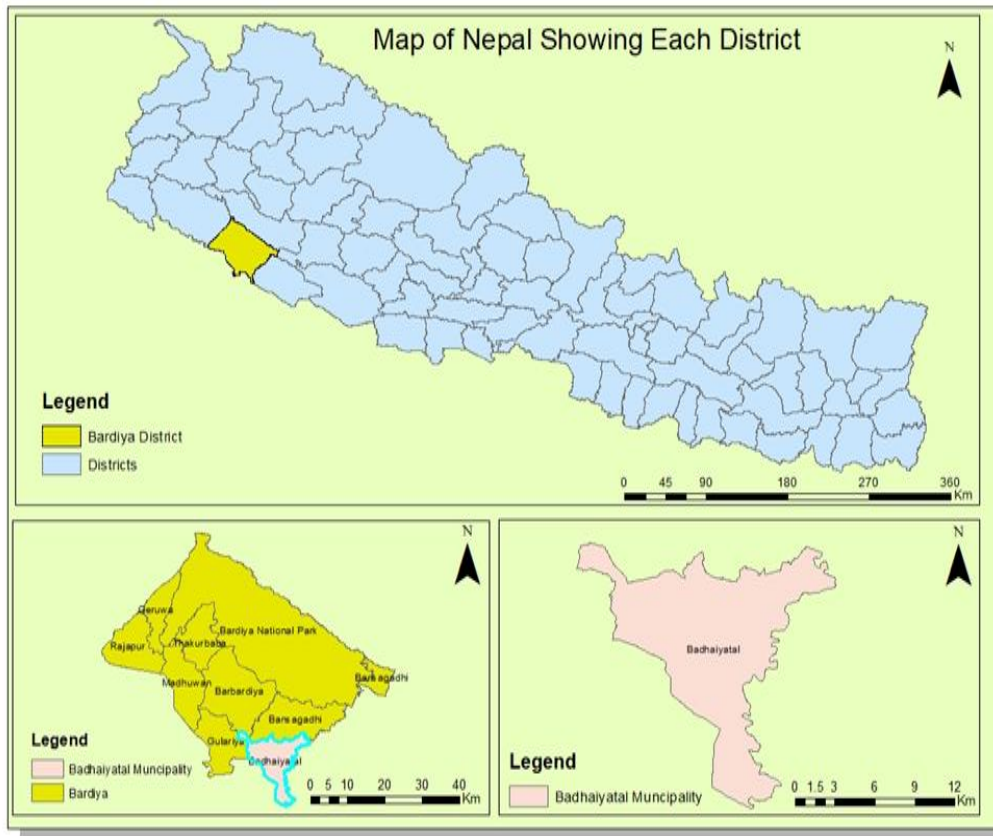 Map of Nepal Showing Each District
N
Legend
Bardiya District
Districts
0 45 90 180 270 360
Km
N
Geruwa
Bardiya National Park
Rajapur
Thakurbaba
Bansagadhi
Madhuwan
Barbardiya
Bansagadhi
Gulariya
Badhaiyatal
Legend
Badhaiyatal Muncipality
Bardiya
0 5 10 20 30 40
Km
N
Badhaiyatal
Legend
Badhaiyatal Muncipality
0 1.5 3 6 9 12
Km